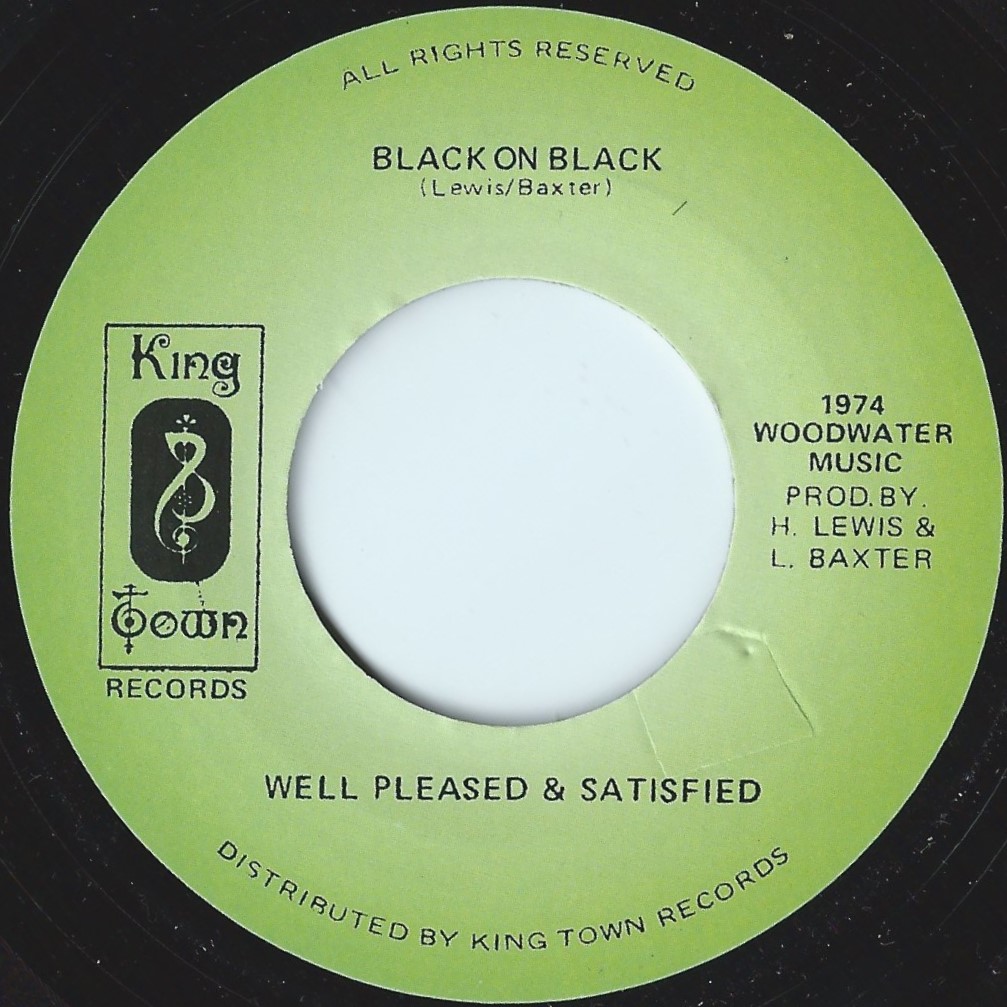 ALL RIGHTS RESERVED
BLACK ON BLACK
(Lewis/Baxter)
King
Town
RECORDS
1974
WOODWATER
MUSIC
PROD. BY.
H. LEWIS &
L. BAXTER
WELL PLEASED & SATISFIED
DISTRIBUTED BY KING TOWN RECORDS